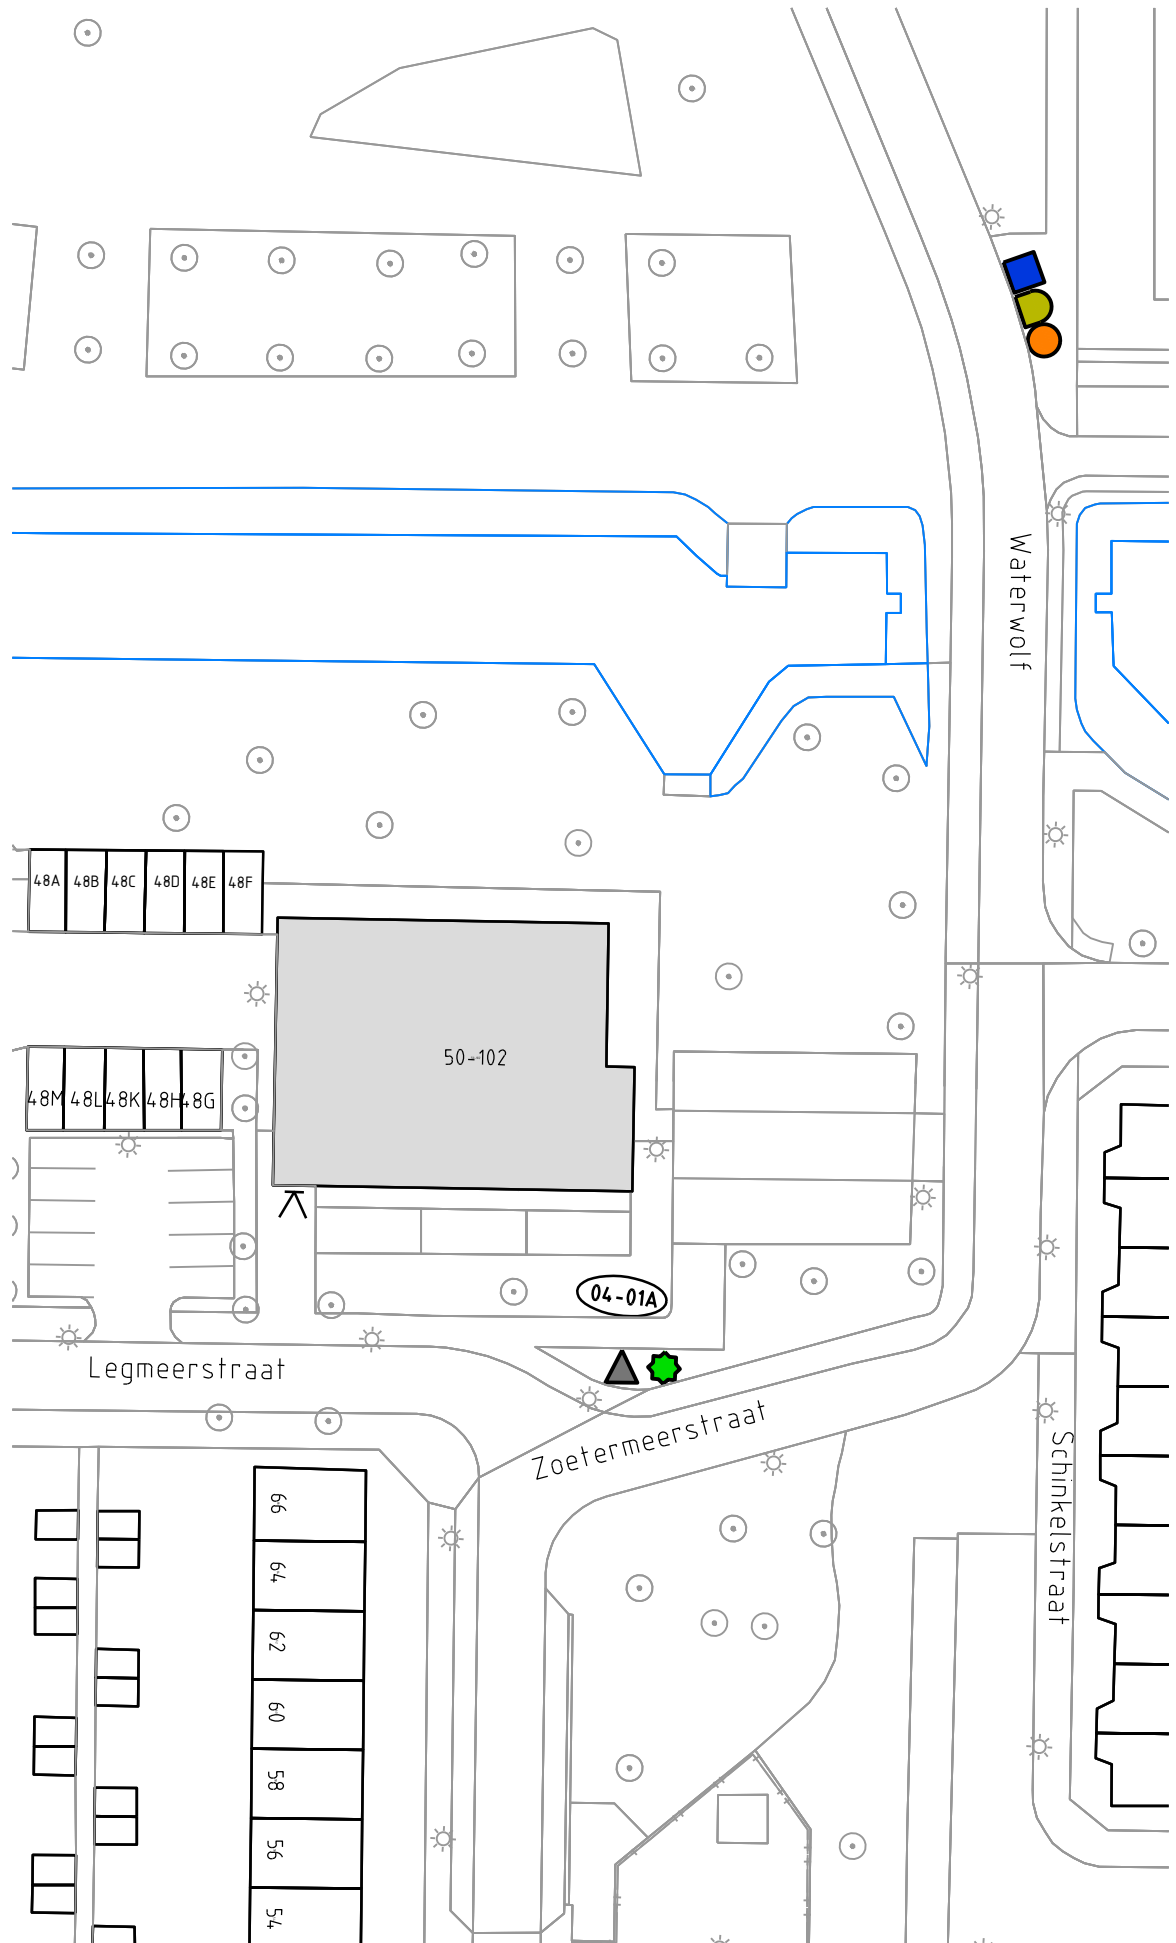 Waterwolf
48A
48B
48C
48D
48E
48F
50-102
48M
48L
48K
48H
48G
04-01A
Legmeerstraat
Zoetermeerstraat
Schinkelstraat
66
64
62
60
58
56
54